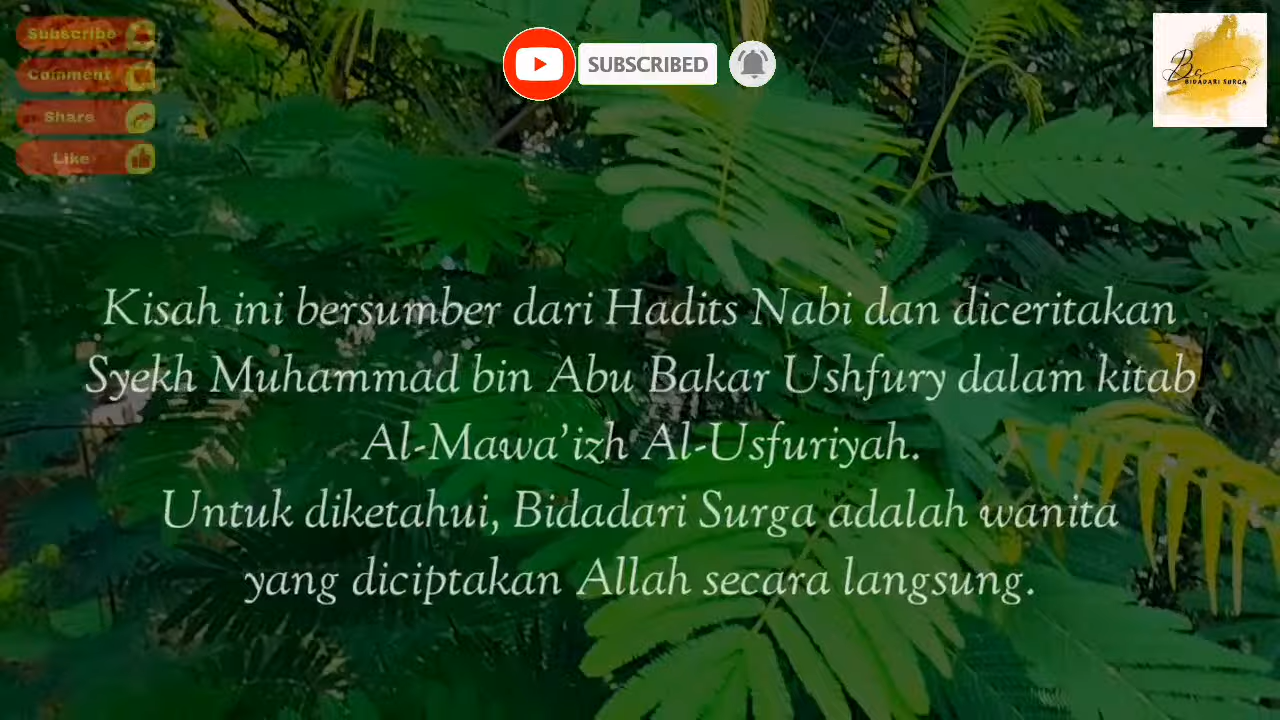 Subscribe
Comment
Share
Like
SUBSCRIBED
Bs
BIDADARI SURGA
Kisah ini bersumber dari Hadits Nabi dan diceritakan
Syekh Muhammad bin Abu Bakar Ushfury dalam kitab
Al-Mawa'izh Al-Usfuriyah.
Untuk diketahui, Bidadari Surga adalah wanita
yang diciptakan Allah secara langsung.